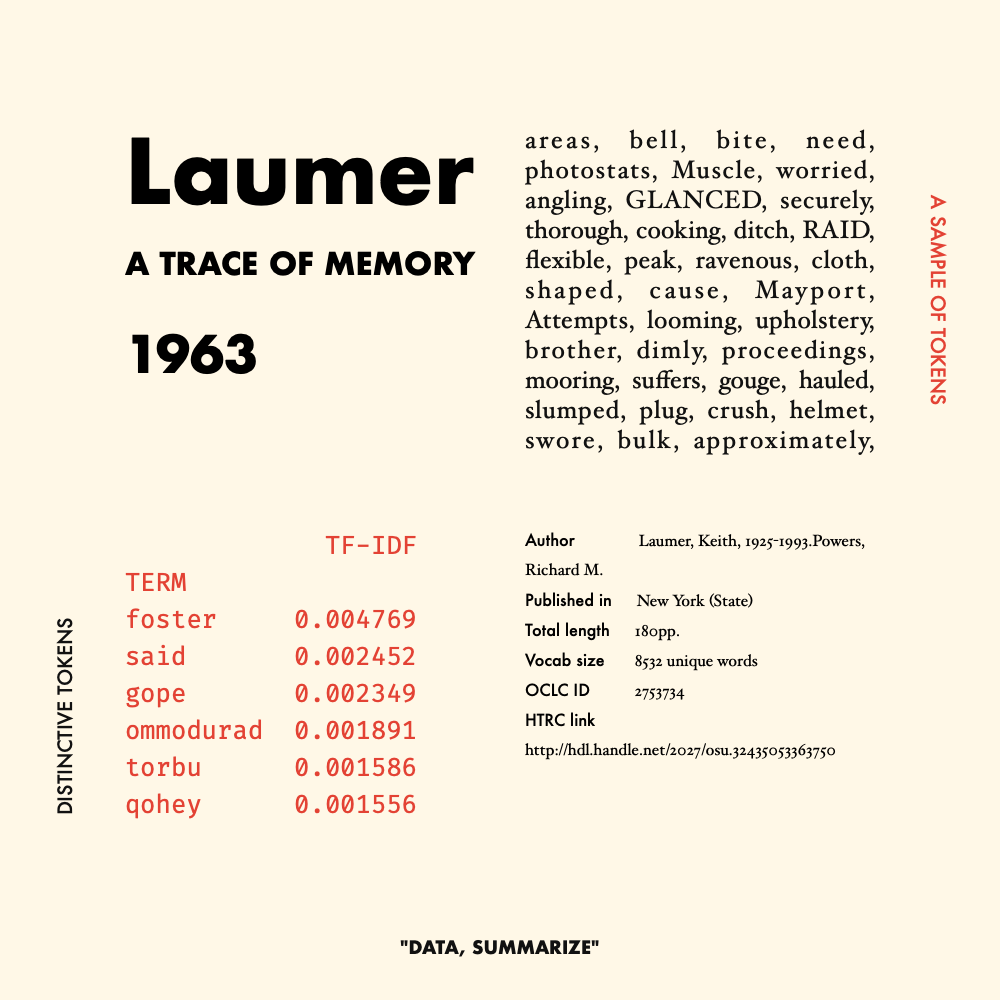 Laumer
A TRACE OF MEMORY
1963
areas, bell, bite, need,
photostats, Muscle, worried,
angling, GLANCED, securely,
thorough, cooking, ditch, RAID,
flexible, peak, ravenous, cloth,
shaped, cause, Mayport,
Attempts, looming, upholstery,
brother, dimly, proceedings,
mooring, suffers, gouge, hauled,
slumped, plug, crush, helmet,
swore, bulk, approximately,
A SAMPLE OF TOKENS
DISTINCTIVE TOKENS
TF-IDF
TERM
foster 0.004769
said 0.002452
gope 0.002349
ommodurad 0.001891
torbu 0.001586
qohey 0.001556
Author Laumer, Keith, 1925-1993.Powers,
Richard M.
Published in New York (State)
Total length 180pp.
Vocab size 8532 unique words
OCLC ID 2753734
HTRC link
http://hdl.handle.net/2027/osu.32435053363750
"DATA, SUMMARIZE"